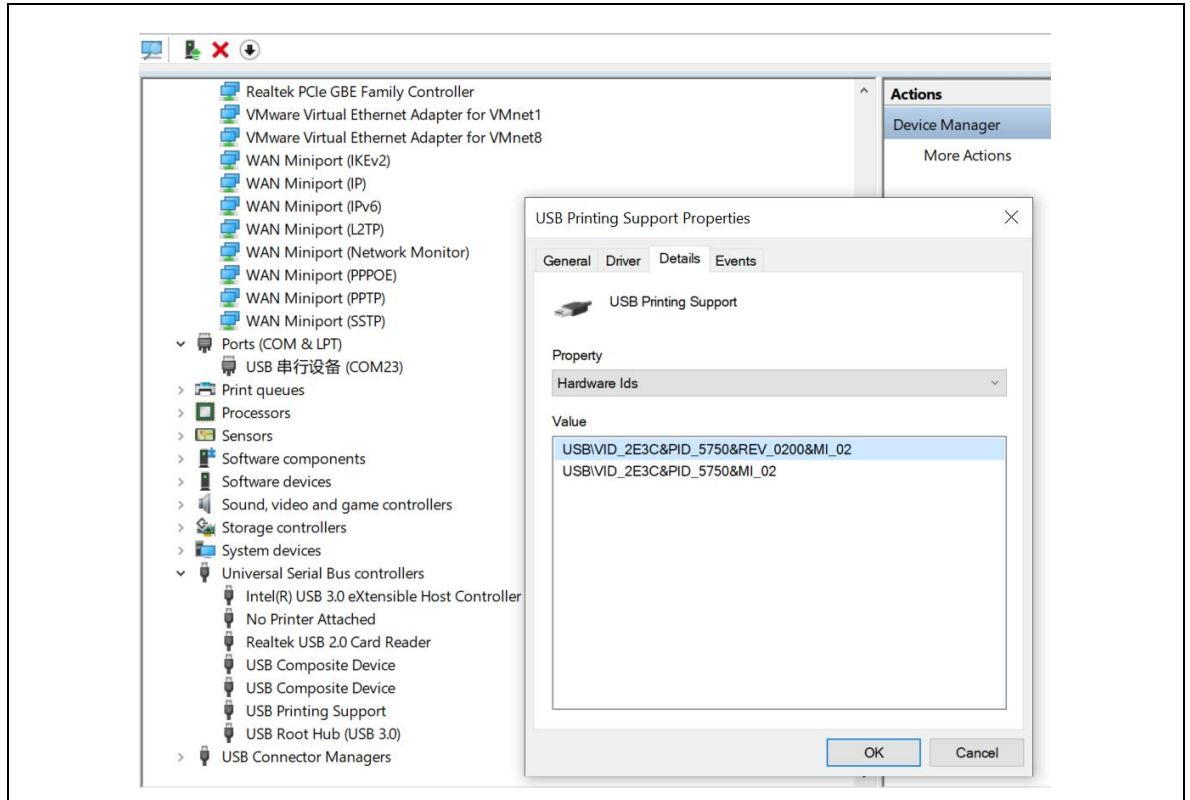 Realtek PCIe GBE Family Controller
VMware Virtual Ethernet Adapter for VMnet1
VMware Virtual Ethernet Adapter for VMnet8
WAN Miniport (IKEv2)
WAN Miniport (IP)
WAN Miniport (IPv6)
WAN Miniport (L2TP)
WAN Miniport (Network Monitor)
WAN Miniport (PPPOE)
WAN Miniport (PPTP)
WAN Miniport (SSTP)
Ports (COM & LPT)
USB 串行设备 (COM23)
Print queues
Processors
Sensors
Software components
Software devices
Sound, video and game controllers
Storage controllers
System devices
Universal Serial Bus controllers
Intel(R) USB 3.0 eXtensible Host Controller
No Printer Attached
Realtek USB 2.0 Card Reader
USB Composite Device
USB Composite Device
USB Printing Support
USB Root Hub (USB 3.0)
USB Connector Managers
Actions
Device Manager
More Actions
USB Printing Support Properties
General Driver Details Events
USB Printing Support
Property
Hardware Ids
Value
USB\VID_2E3C&PID_5750&REV_0200&MI_02
USB\VID_2E3C&PID_5750&MI_02
OK Cancel